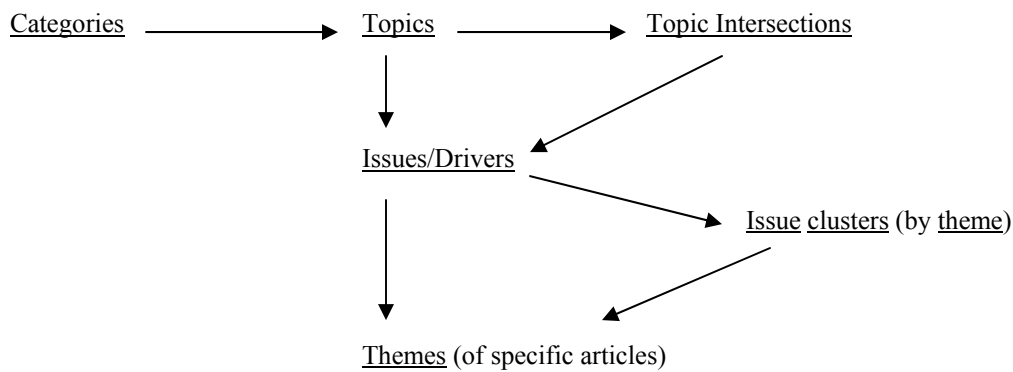 Categories Topics Topic Intersections
Issues/Drivers
Issue clusters (by theme)
Themes (of specific articles)